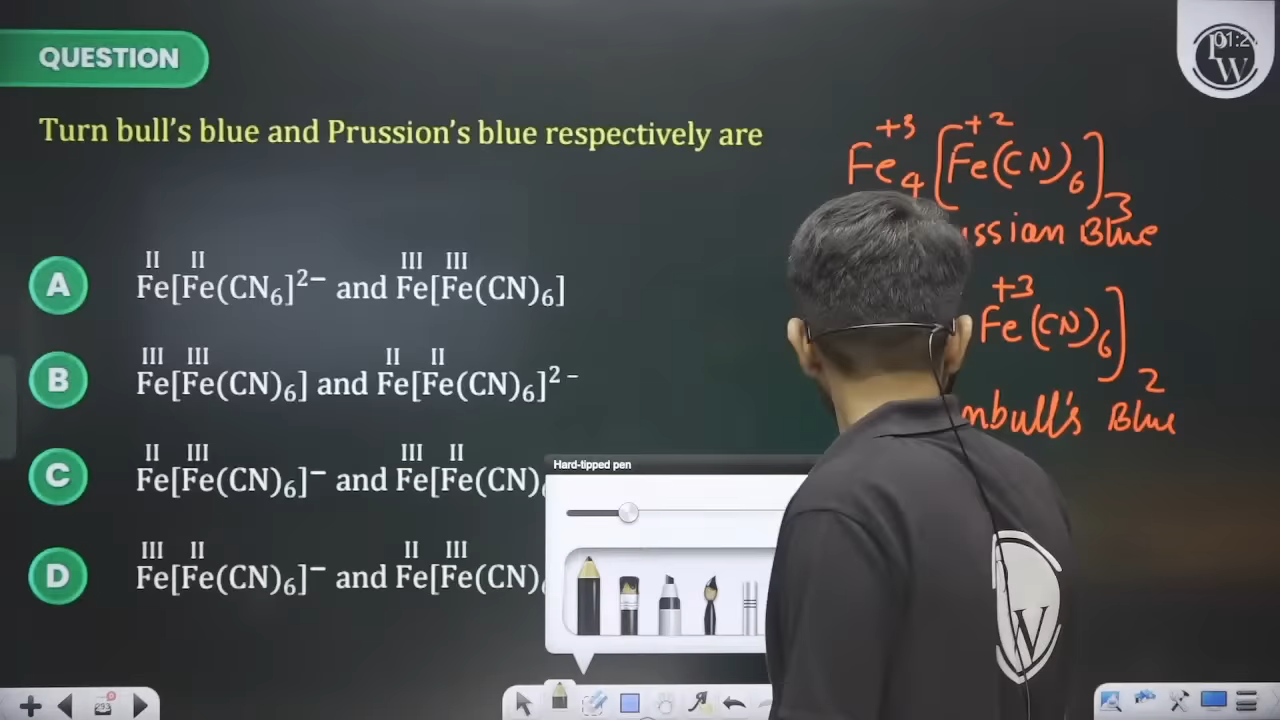 QUESTION
01:2
PW
Turn bull's blue and Prussion's blue respectively are
A
II II III III
Fe[Fe(CN₆]²⁻ and Fe[Fe(CN)₆]
B
III III II II
Fe[Fe(CN)₆] and Fe[Fe(CN)₆]²⁻
C
II III III II
Fe[Fe(CN)₆]⁻ and Fe[Fe(CN)
D
III II II III
Fe[Fe(CN)₆]⁻ and Fe[Fe(CN)
+3 +2
Fe₄[Fe(CN)₆]₃
ssian Blue
+3
Fe(CN)₆]₂
nbull's Blue
Hard-tipped pen
293
W